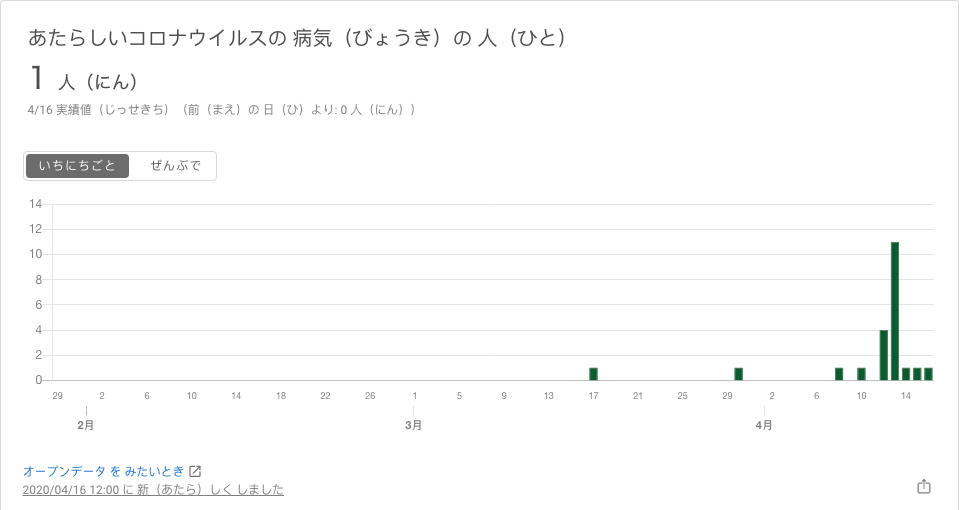 あたらしいコロナウイルスの 病気（びょうき）の 人（ひと）
1 人（にん）
4/16 実績値（じっせきち）（前（まえ）の 日（ひ）より: 0 人（にん））
いちにちごと ぜんぶで
14
12
10
8
6
4
2
0
29 2 6 10 14 18 22 26 1 5 9 13 17 21 25 29 2 6 10 14
2月 3月 4月
オープンデータ を みたいとき
2020/04/16 12:00 に 新（あたら）しく しました